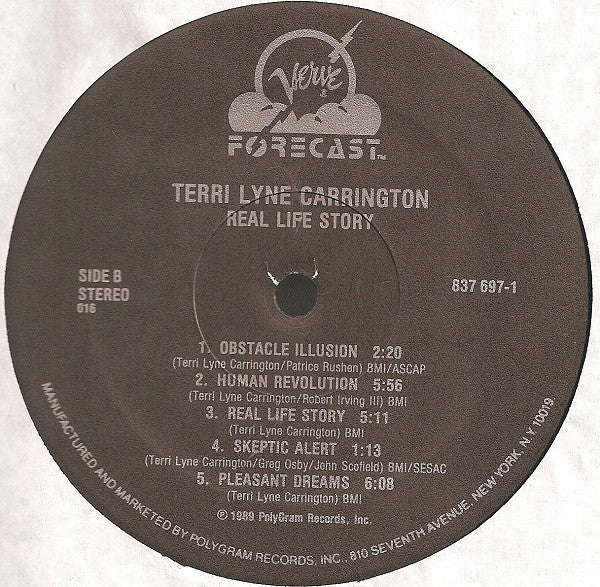 Verve
FORECAST TM
TERRI LYNE CARRINGTON
REAL LIFE STORY
SIDE B
STEREO
016
837 697-1
1. OBSTACLE ILLUSION 2:20
(Terri Lyne Carrington/Patrice Rushen) BMI/ASCAP
2. HUMAN REVOLUTION 5:56
(Terri Lyne Carrington/Robert Irving III) BMI
3. REAL LIFE STORY 5:11
(Terri Lyne Carrington) BMI
4. SKEPTIC ALERT 1:13
(Terri Lyne Carrington/Greg Osby/John Scofield) BMI/SESAC
5. PLEASANT DREAMS 6:08
(Terri Lyne Carrington) BMI
℗ 1989 PolyGram Records, Inc.
MANUFACTURED AND MARKETED BY POLYGRAM RECORDS, INC., 810 SEVENTH AVENUE, NEW YORK, N.Y. 10019